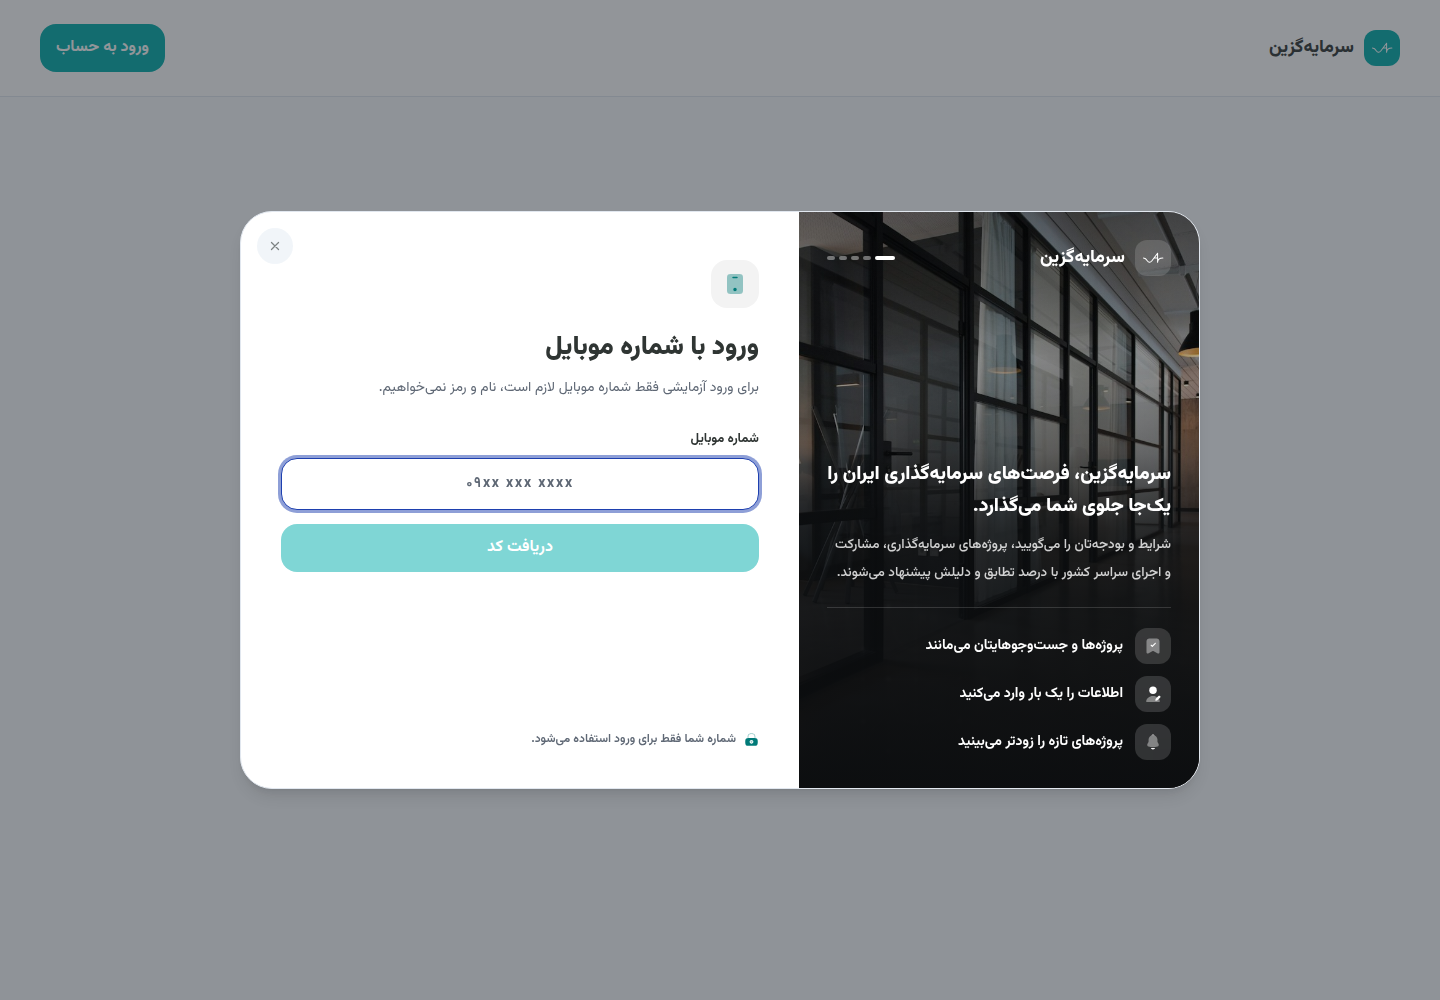 سرمایه‌گزین
ورود به حساب
سرمایه‌گزین
سرمایه‌گزین، فرصت‌های سرمایه‌گذاری ایران را
یک‌جا جلوی شما می‌گذارد.
شرایط و بودجه‌تان را می‌گویید، پروژه‌های سرمایه‌گذاری، مشارکت
و اجرای سراسر کشور با درصد تطابق و دلیلش پیشنهاد می‌شوند.
پروژه‌ها و جست‌وجوهایتان می‌مانند
اطلاعات را یک بار وارد می‌کنید
پروژه‌های تازه را زودتر می‌بینید
ورود با شماره موبایل
برای ورود آزمایشی فقط شماره موبایل لازم است، نام و رمز نمی‌خواهیم.
شماره موبایل
۰۹xx xxx xxxx
دریافت کد
شماره شما فقط برای ورود استفاده می‌شود.